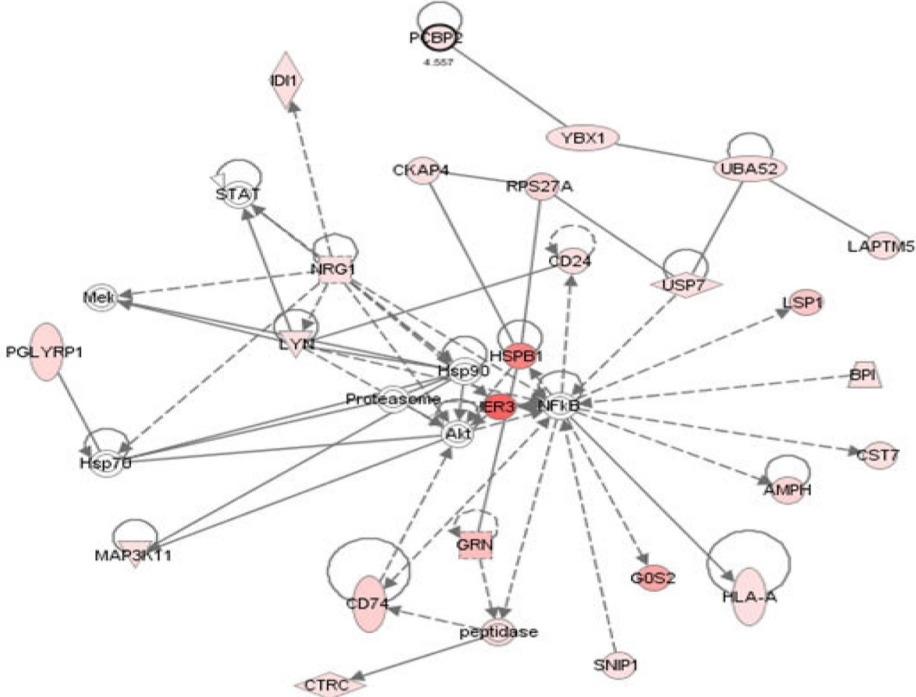 PCBP2
4.557
IDI1
YBX1
UBA52
CKAP4
RPS27A
STAT
LAPTM5
CD24
NRG1
USP7
Mek
LSP1
LYN
PGLYRP1
HSPB1
Hsp90
BPI
Proteasome
ER3
NFkB
Akt
Hsp70
CST7
AMPH
MAP3K11
GRN
G0S2
HLA-A
CD74
peptidase
SNIP1
CTRC